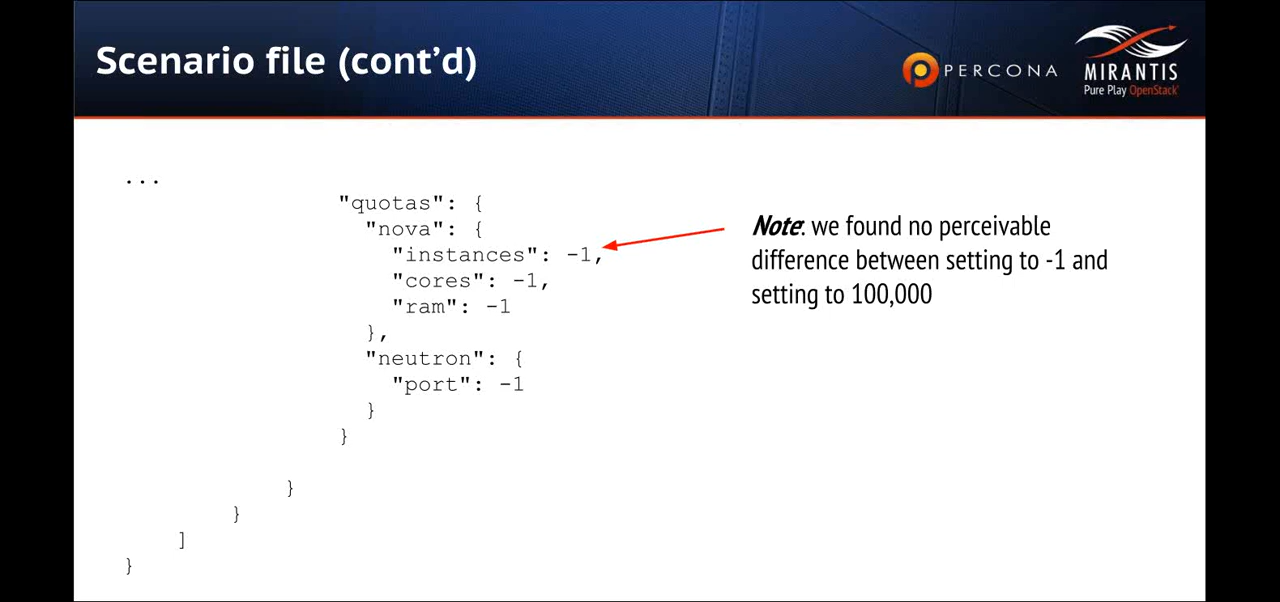 Scenario file (cont'd)
PERCONA
MIRANTIS
Pure Play OpenStack®
...
"quotas": {
"nova": {
"instances": -1,
"cores": -1,
"ram": -1
},
"neutron": {
"port": -1
}
}
}
}
]
}
Note: we found no perceivable
difference between setting to -1 and
setting to 100,000